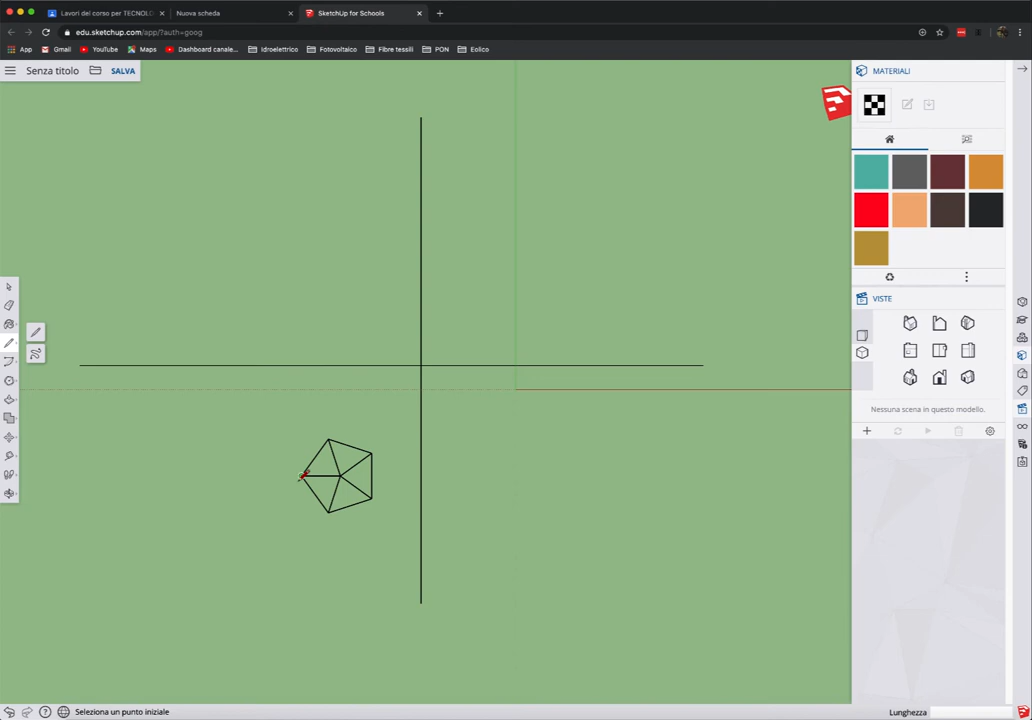 Lavori del corso per TECNOLO
Nuova scheda
SketchUp for Schools
edu.sketchup.com/app/?auth=goog
App
Gmail
YouTube
Maps
Dashboard canale...
Idroelettrico
Fotovoltaico
Fibre tessili
PON
Eolico
Senza titolo
SALVA
MATERIALI
VISTE
Nessuna scena in questo modello.
Seleziona un punto iniziale
Lunghezza